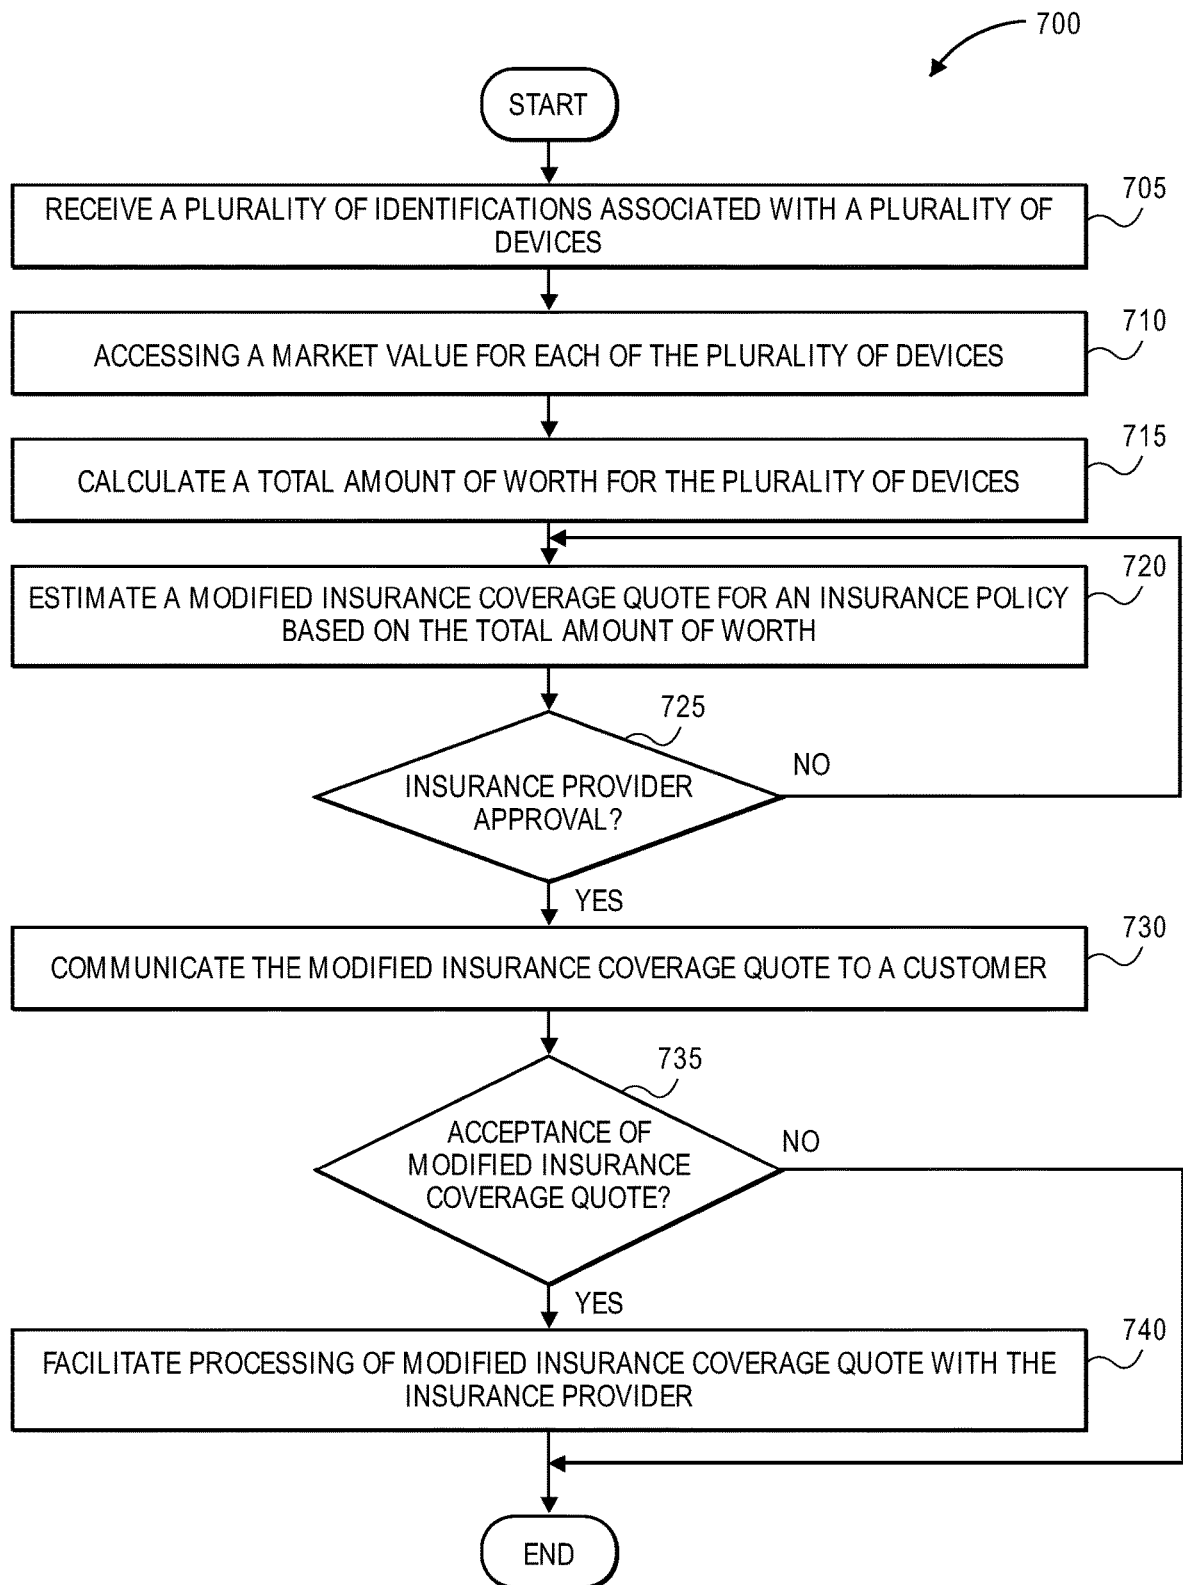 700
START
705
RECEIVE A PLURALITY OF IDENTIFICATIONS ASSOCIATED WITH A PLURALITY OF
DEVICES
710
ACCESSING A MARKET VALUE FOR EACH OF THE PLURALITY OF DEVICES
715
CALCULATE A TOTAL AMOUNT OF WORTH FOR THE PLURALITY OF DEVICES
720
ESTIMATE A MODIFIED INSURANCE COVERAGE QUOTE FOR AN INSURANCE POLICY
BASED ON THE TOTAL AMOUNT OF WORTH
725
INSURANCE PROVIDER
APPROVAL?
NO
YES
730
COMMUNICATE THE MODIFIED INSURANCE COVERAGE QUOTE TO A CUSTOMER
735
ACCEPTANCE OF
MODIFIED INSURANCE
COVERAGE QUOTE?
NO
YES
740
FACILITATE PROCESSING OF MODIFIED INSURANCE COVERAGE QUOTE WITH THE
INSURANCE PROVIDER
END